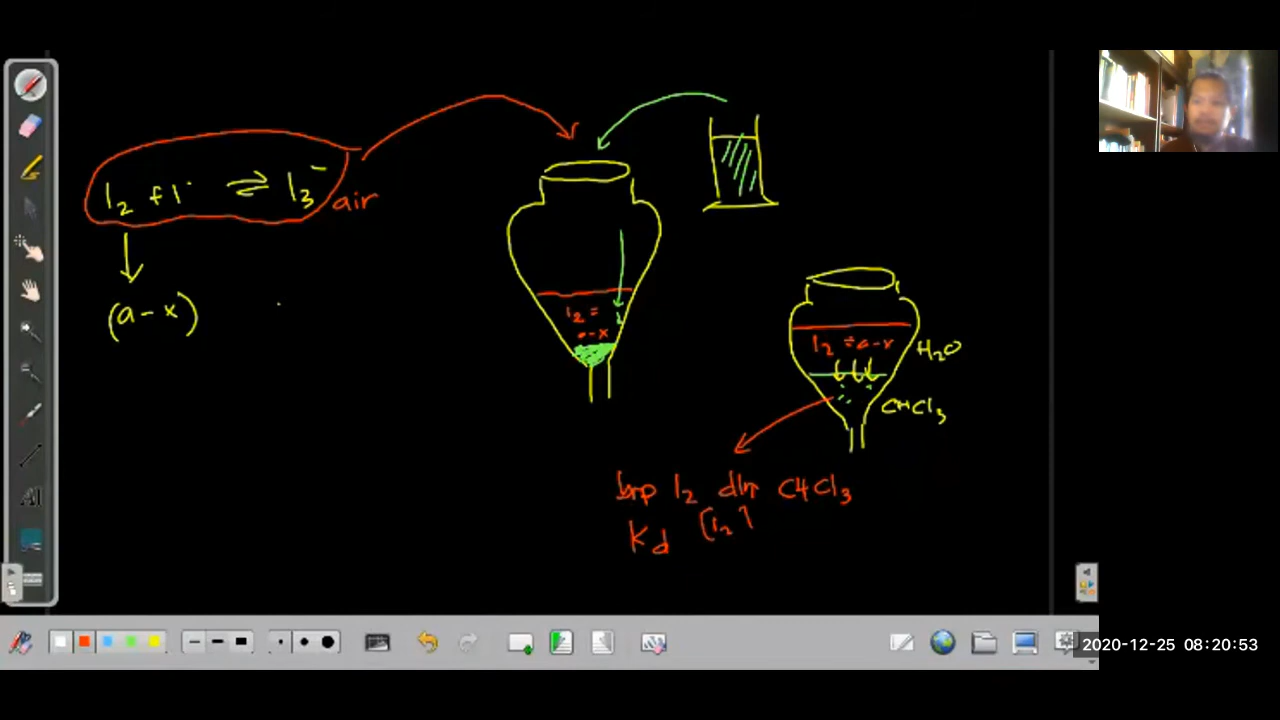 I₂ + I⁻ ⇌ I₃⁻ air
(a-x)
I₂ =
a-x
I₂ = a-x
H₂O
CHCl₃
brp I₂ dlm CHCl₃
Kd [I₂]
AI
2020-12-25 08:20:53